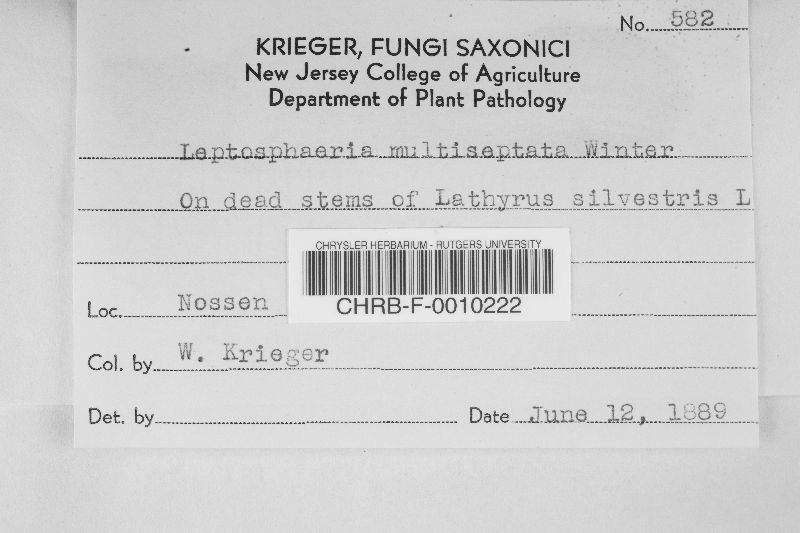 No. 582
KRIEGER, FUNGI SAXONICI
New Jersey College of Agriculture
Department of Plant Pathology
Leptosphaeria multiseptata Winter
On dead stems of Lathyrus silvestris L
CHRYSLER HERBARIUM - RUTGERS UNIVERSITY
CHRB-F-0010222
Loc. Nossen
Col. by W. Krieger
Det. by
Date June 12, 1889